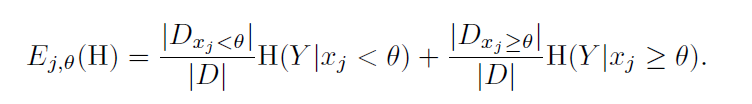 E_{j,θ}(H) = \frac{|D_{x_j<θ}|}{|D|} H(Y|x_j < θ) + \frac{|D_{x_j≥θ}|}{|D|} H(Y|x_j ≥ θ).